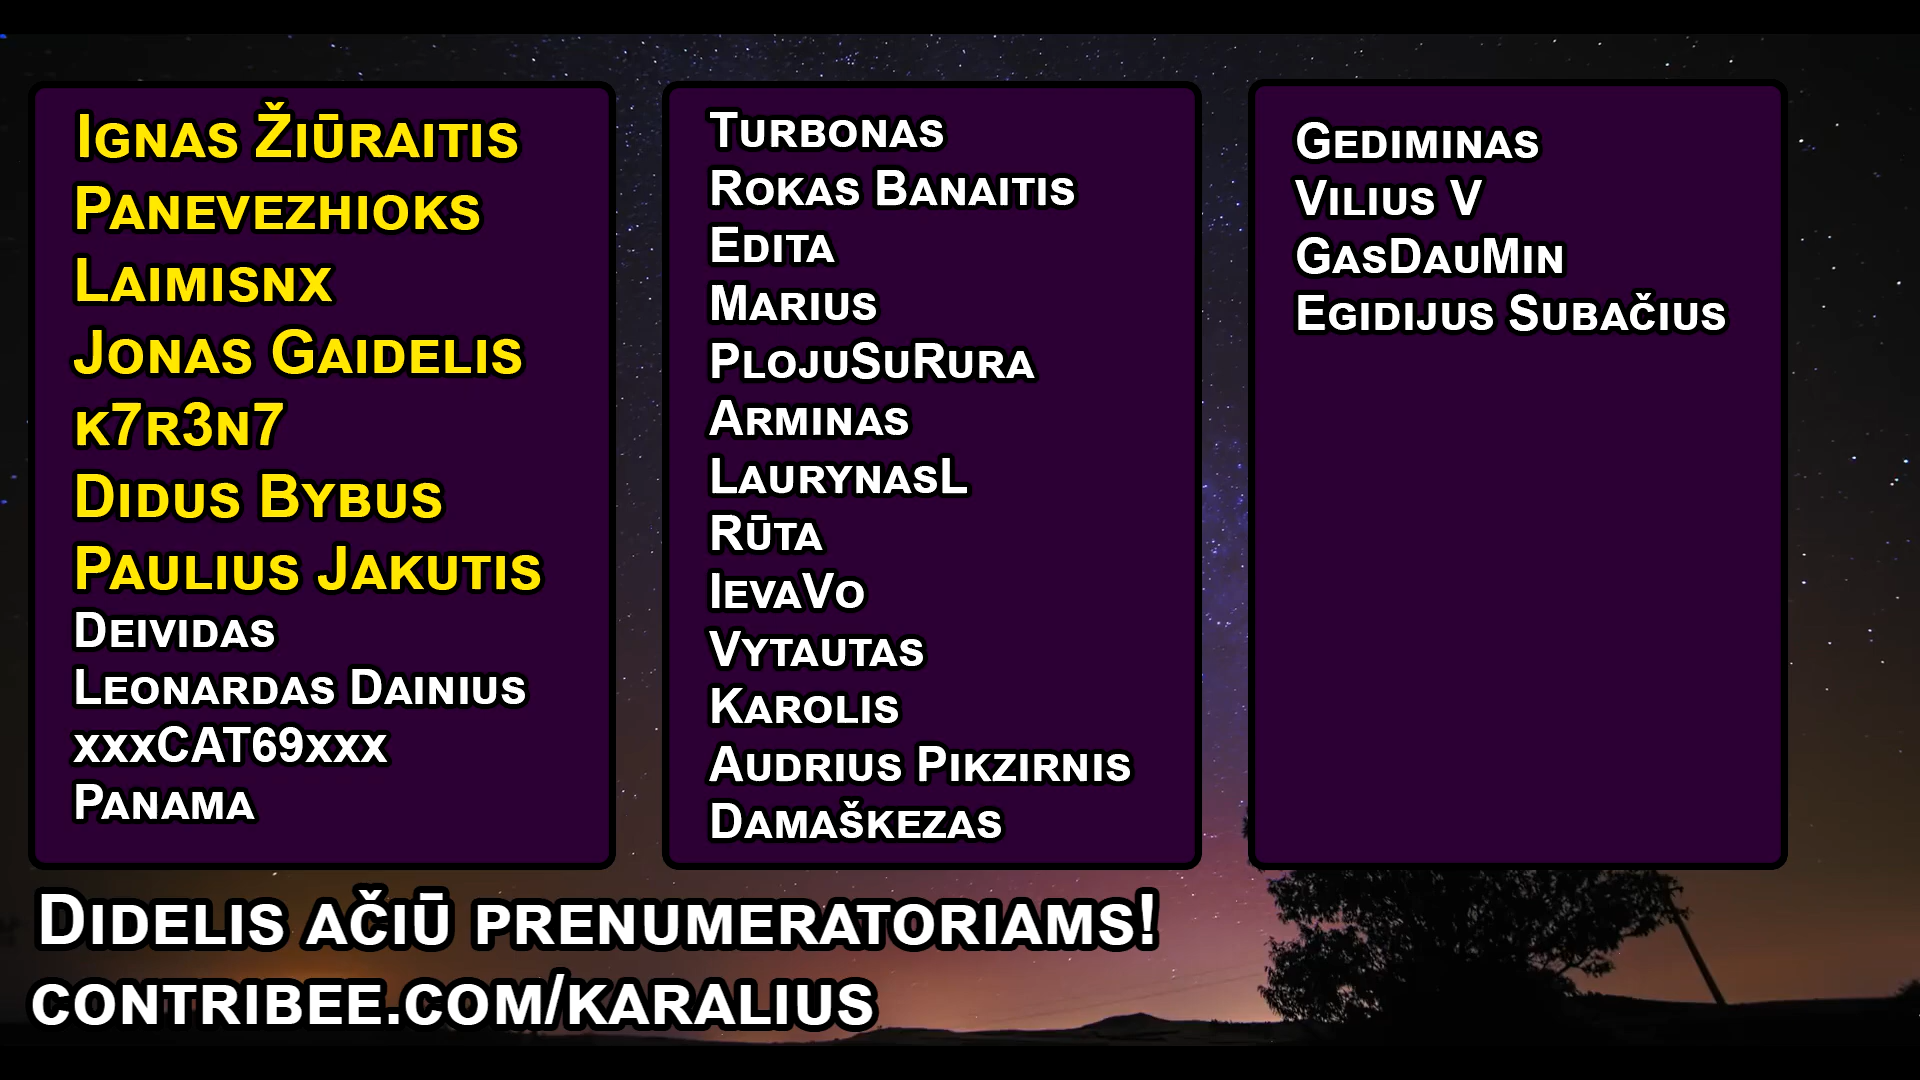 Ignas Žiūraitis
Panevezhioks
Laimisnx
Jonas Gaidelis
k7r3n7
Didus Bybus
Paulius Jakutis
Deividas
Leonardas Dainius
xxxCAT69xxx
Panama
Turbonas
Rokas Banaitis
Edita
Marius
PlojuSuRura
Arminas
LaurynasL
Rūta
IevaVo
Vytautas
Karolis
Audrius Pikzirnis
Damaškezas
Gediminas
Vilius V
GasDauMin
Egidijus Subačius
Didelis ačiū prenumeratoriams!
contribee.com/karalius